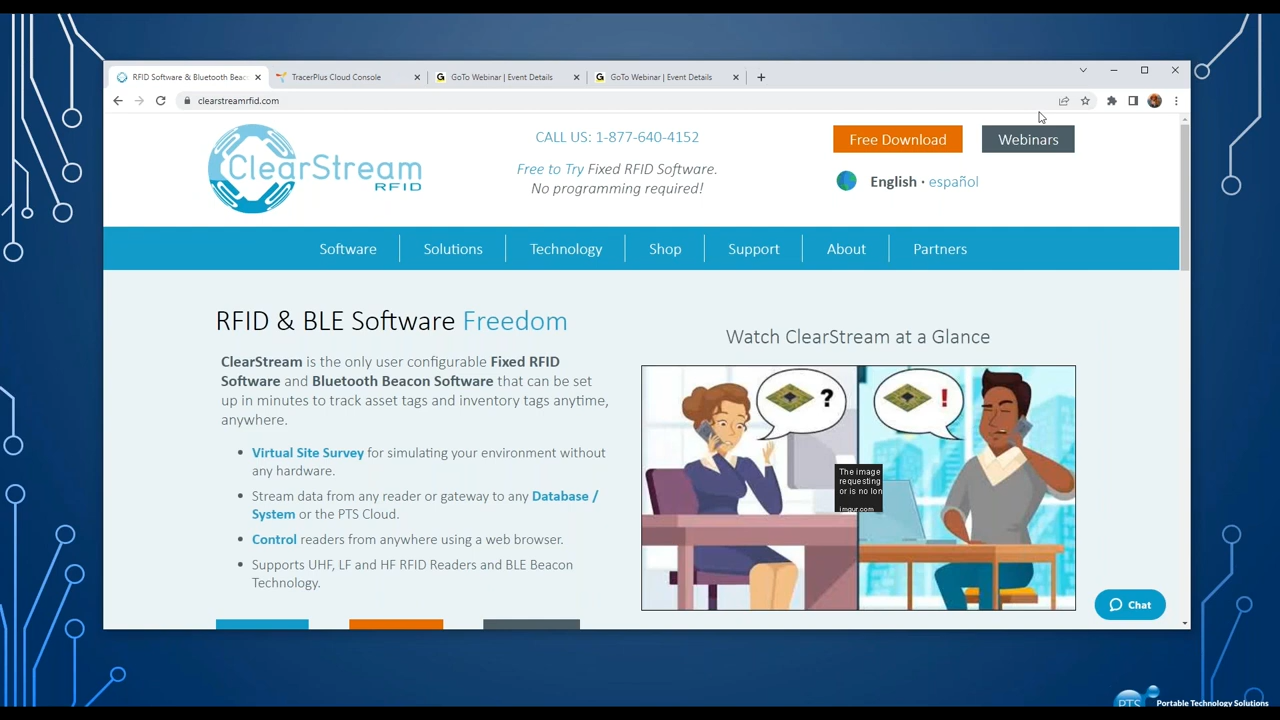 RFID Software & Bluetooth Beac
TracerPlus Cloud Console
GoTo Webinar | Event Details
GoTo Webinar | Event Details
clearstreamrfid.com
ClearStream
RFID
CALL US: 1-877-640-4152
Free to Try Fixed RFID Software.
No programming required!
Free Download
Webinars
English · español
Software
Solutions
Technology
Shop
Support
About
Partners
RFID & BLE Software Freedom
ClearStream is the only user configurable Fixed RFID
Software and Bluetooth Beacon Software that can be set
up in minutes to track asset tags and inventory tags anytime,
anywhere.
Virtual Site Survey for simulating your environment without
any hardware.
Stream data from any reader or gateway to any Database /
System or the PTS Cloud.
Control readers from anywhere using a web browser.
Supports UHF, LF and HF RFID Readers and BLE Beacon
Technology.
Watch ClearStream at a Glance
?
!
The image
requesting
or is no lon
imgur.com
Chat
PTS
Portable Technology Solutions